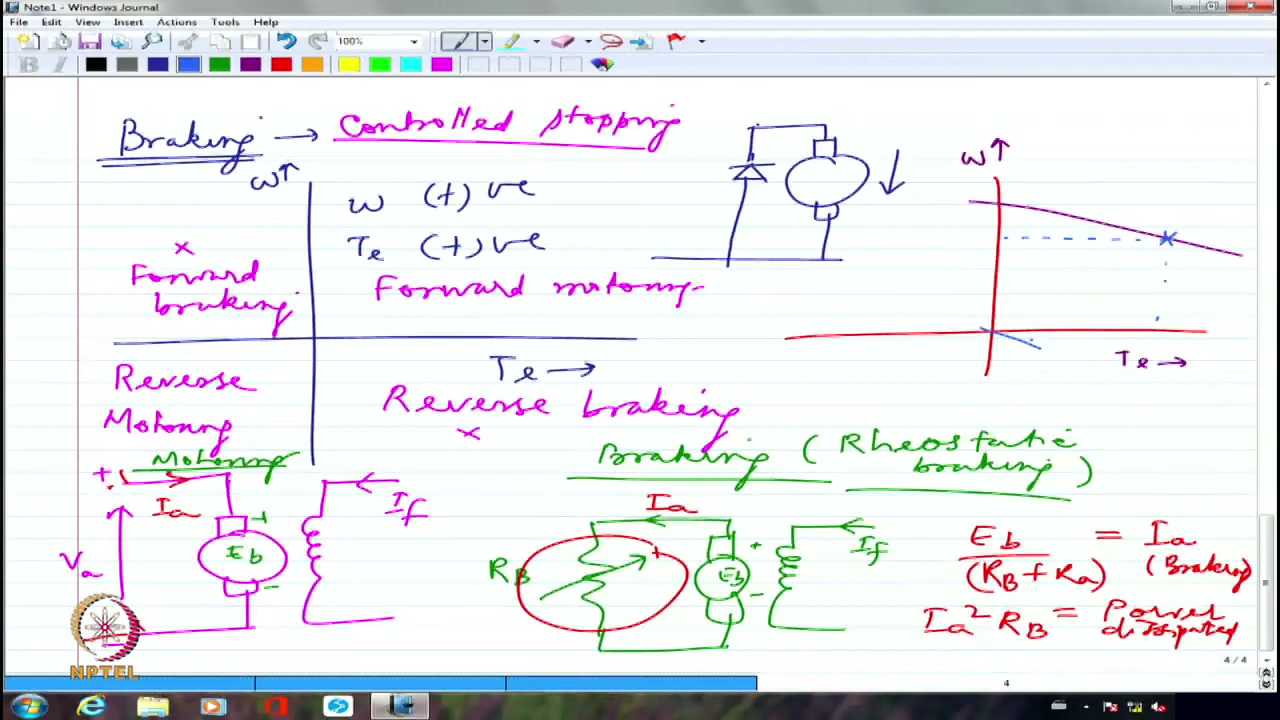 Note1 - Windows Journal
File Edit View Insert Actions Tools Help
100%
B I
Braking → Controlled stopping
ω↑
ω (+)ve
Te (+)ve
Forward motoring
×
Forward
braking
Te →
Reverse
Motoring
Reverse braking
×
ω↑
Te →
Motoring
+
Ia
Va
+
Eb
-
If
Braking (Rheostatic
braking)
Ia
RB
+
Eb
-
If
Eb / (RB + Ra) = Ia
(Braking)
Ia² RB = Power
dissipated
NPTEL
4 / 4
4